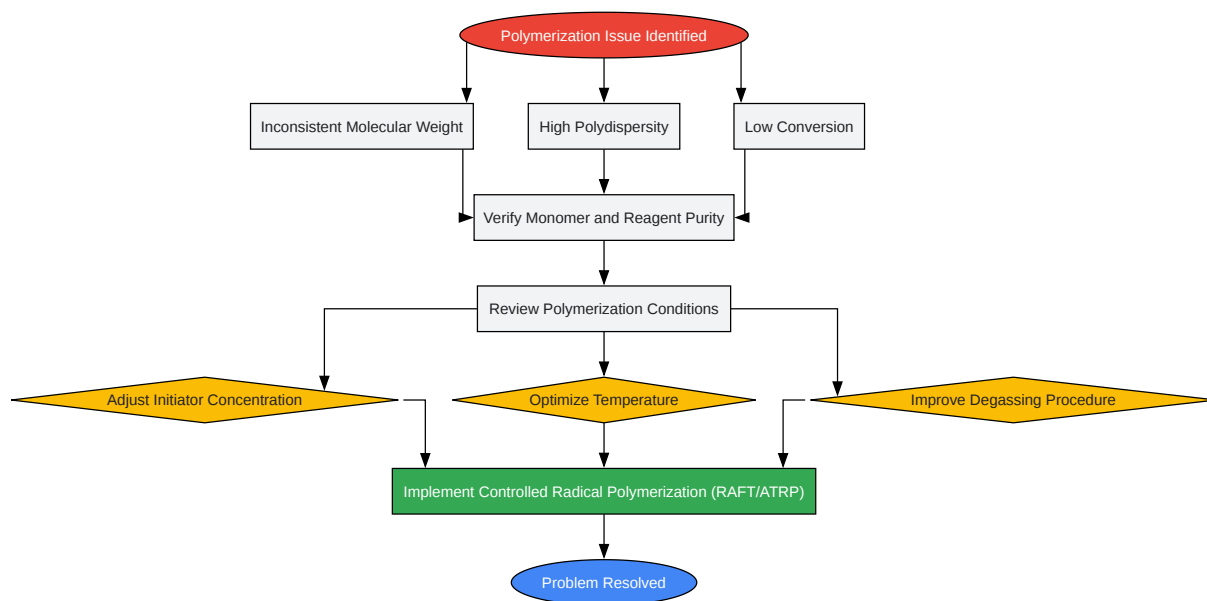 Polymerization Issue Identified
Inconsistent Molecular Weight
High Polydispersity
Low Conversion
Verify Monomer and Reagent Purity
Review Polymerization Conditions
Adjust Initiator Concentration
Optimize Temperature
Improve Degassing Procedure
Implement Controlled Radical Polymerization (RAFT/ATRP)
Problem Resolved